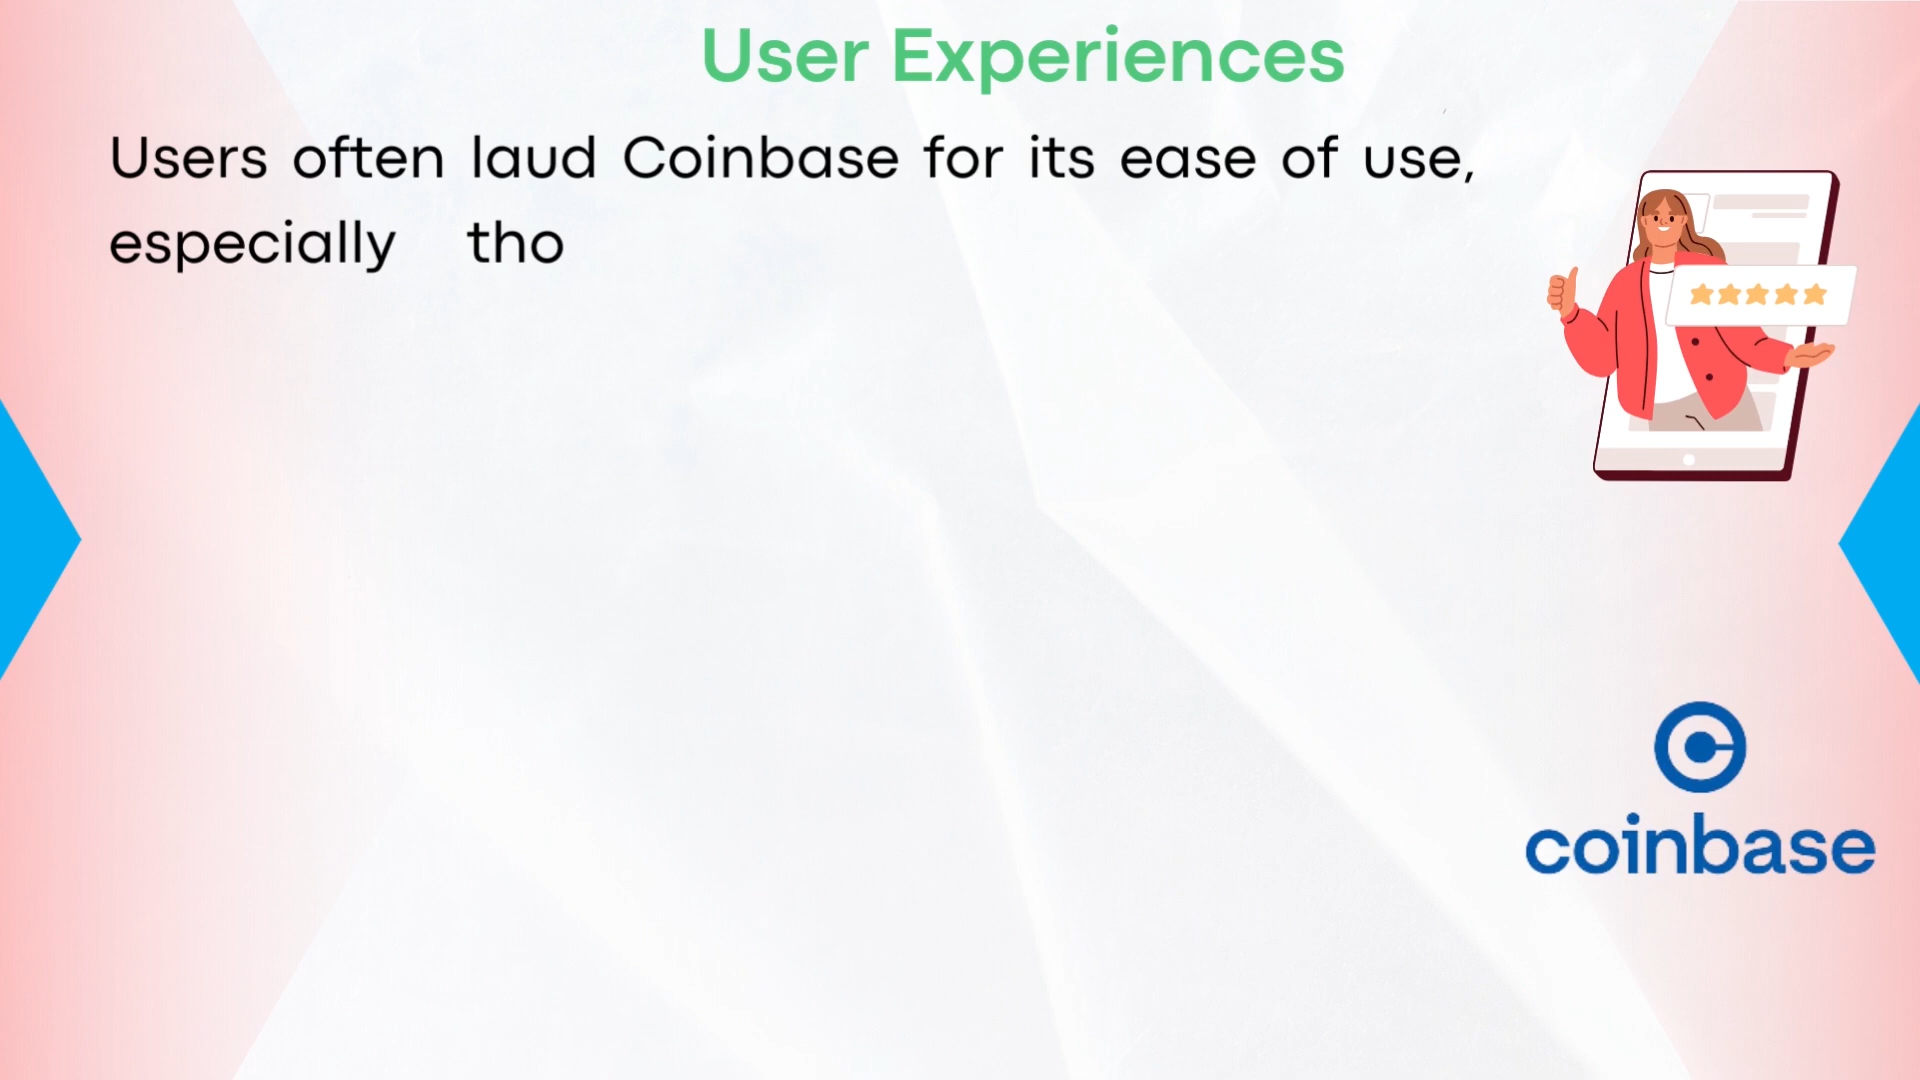 User Experiences
Users often laud Coinbase for its ease of use,
especially tho
coinbase